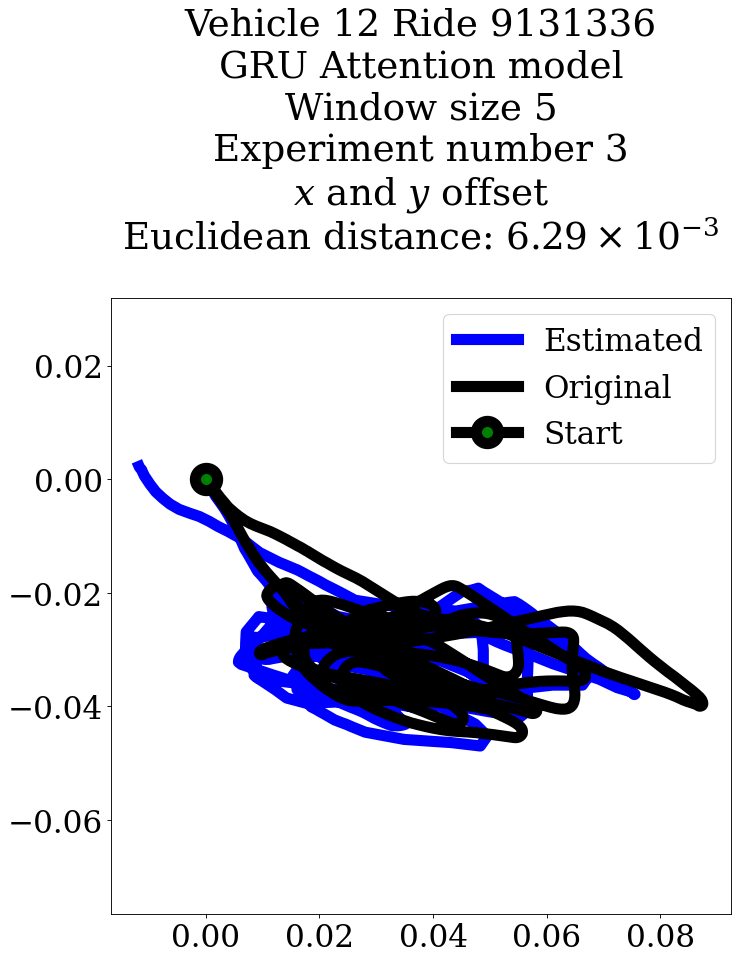 Vehicle 12 Ride 9131336
GRU Attention model
Window size 5
Experiment number 3
x and y offset
Euclidean distance: 6.29 × 10⁻³
Estimated
Original
Start
0.02
0.00
−0.02
−0.04
−0.06
0.00 0.02 0.04 0.06 0.08